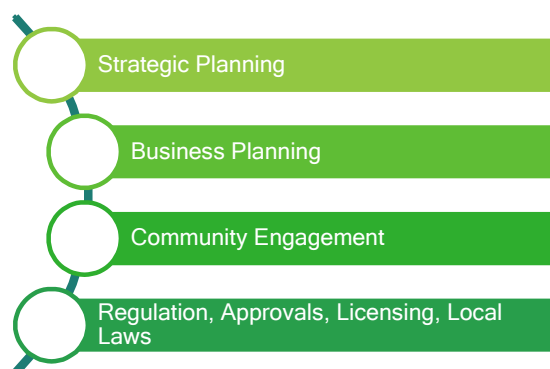 Strategic Planning
Business Planning
Community Engagement
Regulation, Approvals, Licensing, Local
Laws